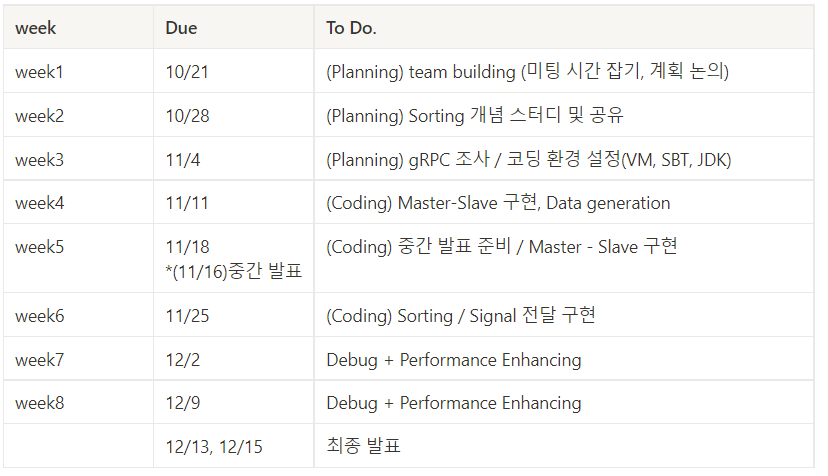 week Due To Do.
week1 10/21 (Planning) team building (미팅 시간 잡기, 계획 논의)
week2 10/28 (Planning) Sorting 개념 스터디 및 공유
week3 11/4 (Planning) gRPC 조사 / 코딩 환경 설정(VM, SBT, JDK)
week4 11/11 (Coding) Master-Slave 구현, Data generation
week5 11/18 (Coding) 중간 발표 준비 / Master - Slave 구현
*(11/16)중간 발표
week6 11/25 (Coding) Sorting / Signal 전달 구현
week7 12/2 Debug + Performance Enhancing
week8 12/9 Debug + Performance Enhancing
12/13, 12/15 최종 발표